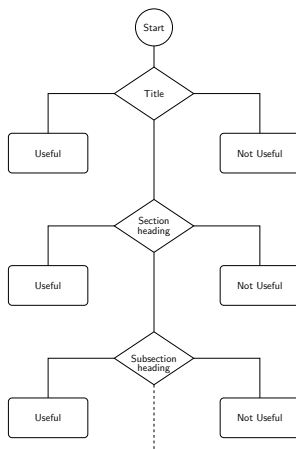 Start
Title
Useful
Not Useful
Section
heading
Useful
Not Useful
Subsection
heading
Useful
Not Useful